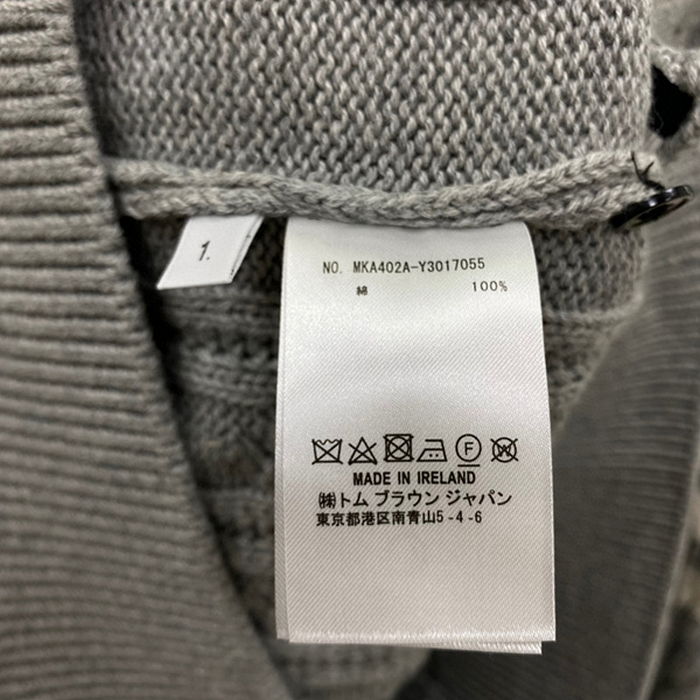 1.
NO. MKA402A-Y3017055
綿 100%
F W
MADE IN IRELAND
㈱トム ブラウン ジャパン
東京都港区南青山5-4-6